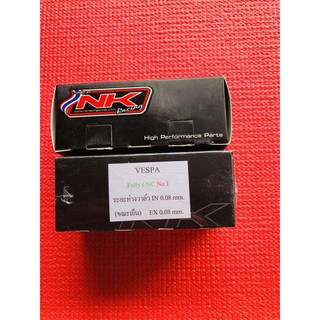 NK
Racing
High Performance Parts
VESPA
Fully CNC No.1
ระยะห่างวาล์ว IN 0.08 mm.
(ขณะเย็น) EX 0.08 mm.